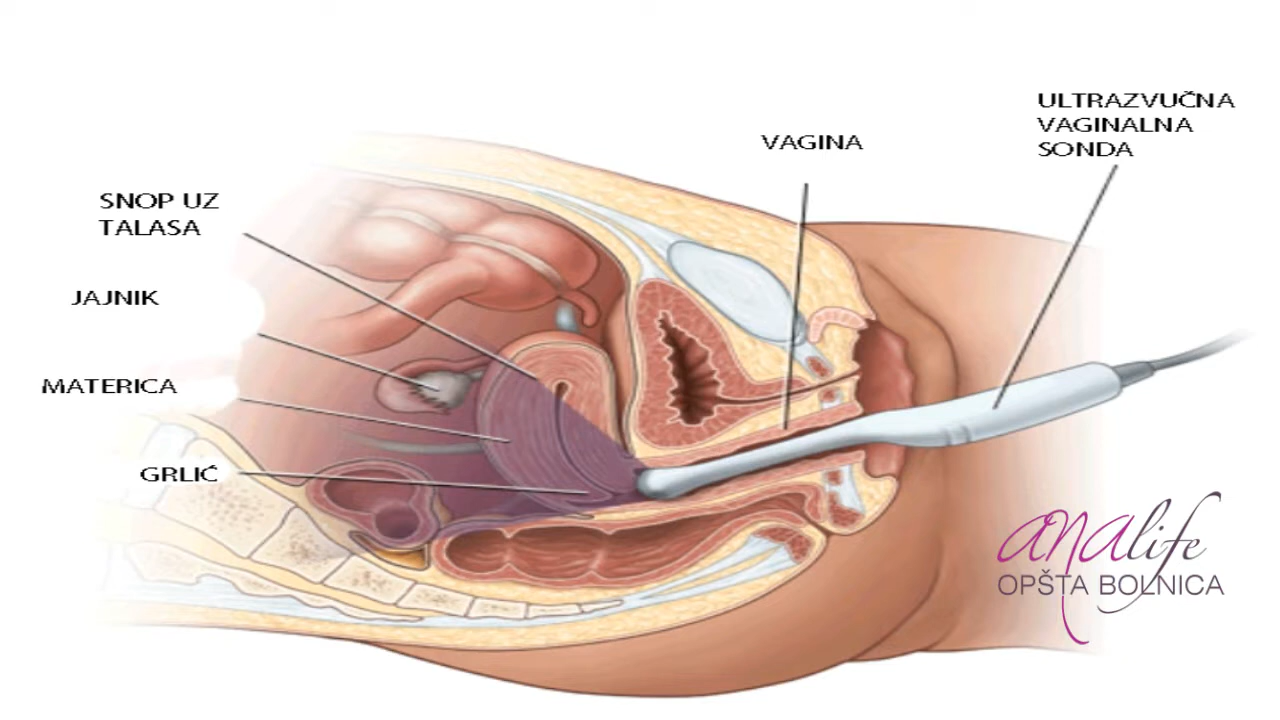 ULTRAZVUČNA
VAGINALNA
SONDA
VAGINA
SNOP UZ
TALASA
JAJNIK
MATERICA
GRLIĆ
analife
OPŠTA BOLNICA